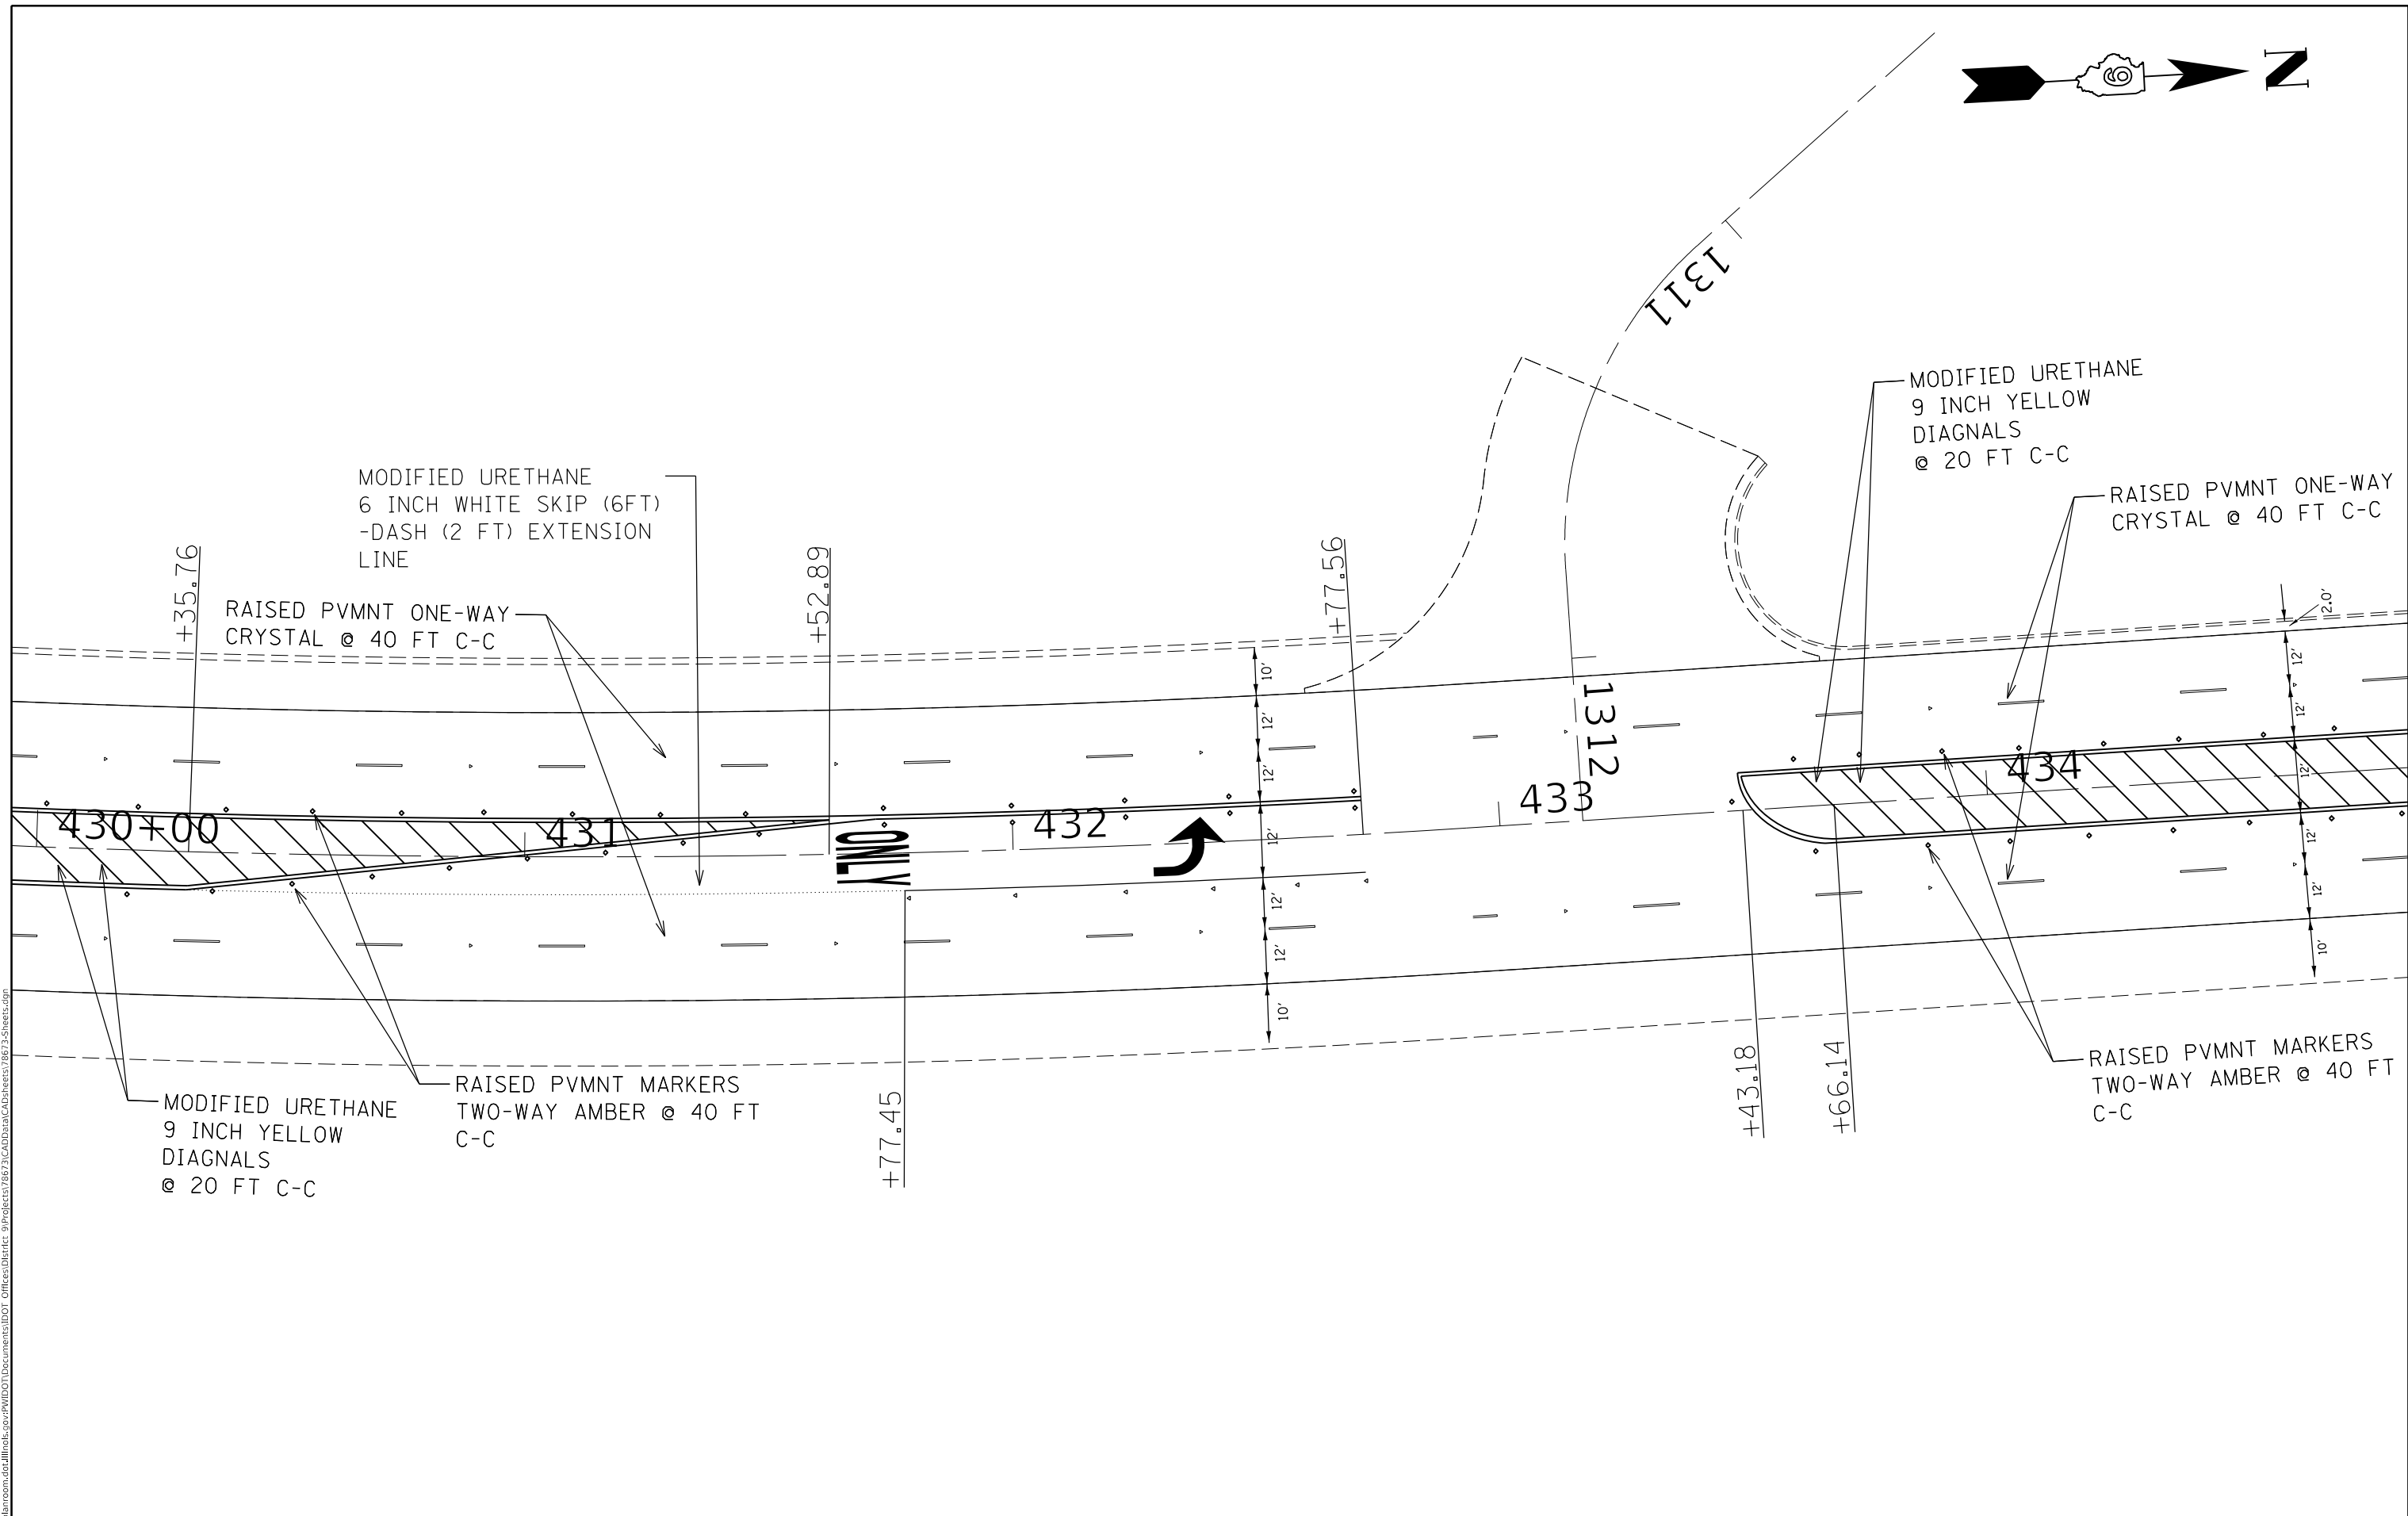 N
9
1311
MODIFIED URETHANE
9 INCH YELLOW
DIAGNALS
@ 20 FT C-C
RAISED PVMNT ONE-WAY
CRYSTAL @ 40 FT C-C
MODIFIED URETHANE
6 INCH WHITE SKIP (6FT)
-DASH (2 FT) EXTENSION
LINE
+35.76
RAISED PVMNT ONE-WAY
CRYSTAL @ 40 FT C-C
+52.89
+77.56
2.0'
10'
12'
12'
12'
12'
12'
10'
1312
12'
12'
12'
12'
12'
10'
430+00
431
ONLY
432
433
434
+77.45
+43.18
+66.14
RAISED PVMNT MARKERS
TWO-WAY AMBER @ 40 FT
C-C
MODIFIED URETHANE
9 INCH YELLOW
DIAGNALS
@ 20 FT C-C
RAISED PVMNT MARKERS
TWO-WAY AMBER @ 40 FT
C-C